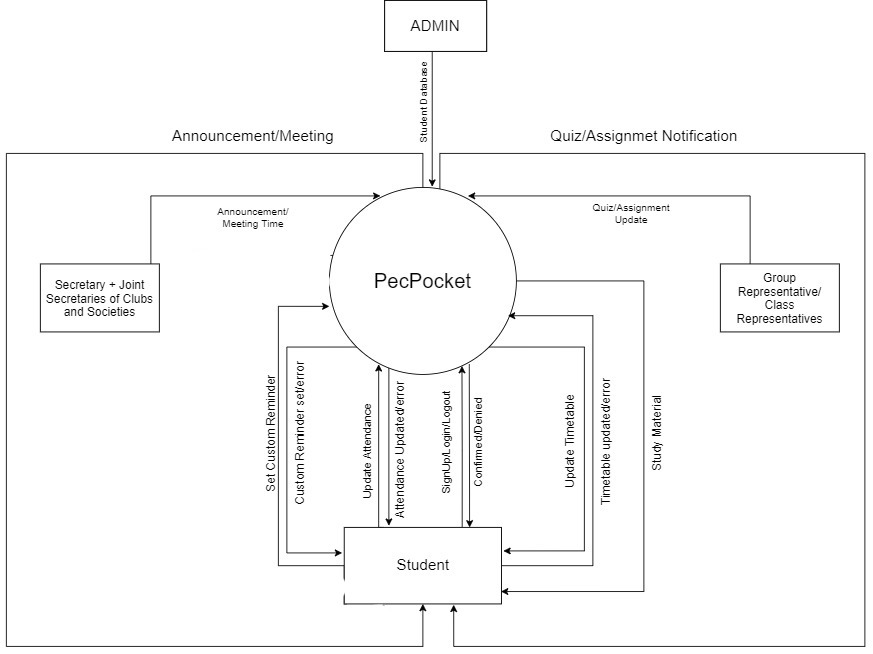 ADMIN
Student Database
Announcement/Meeting
Quiz/Assignmet Notification
Announcement/
Meeting Time
Quiz/Assignment
Update
PecPocket
Secretary + Joint
Secretaries of Clubs
and Societies
Group
Representative/
Class
Representatives
Set Custom Reminder
Custom Reminder set/error
Update Attendance
Attendance Updated/error
SignUp/Login/Logout
Confirmed/Denied
Update Timetable
Timetable updated/error
Study Material
Student